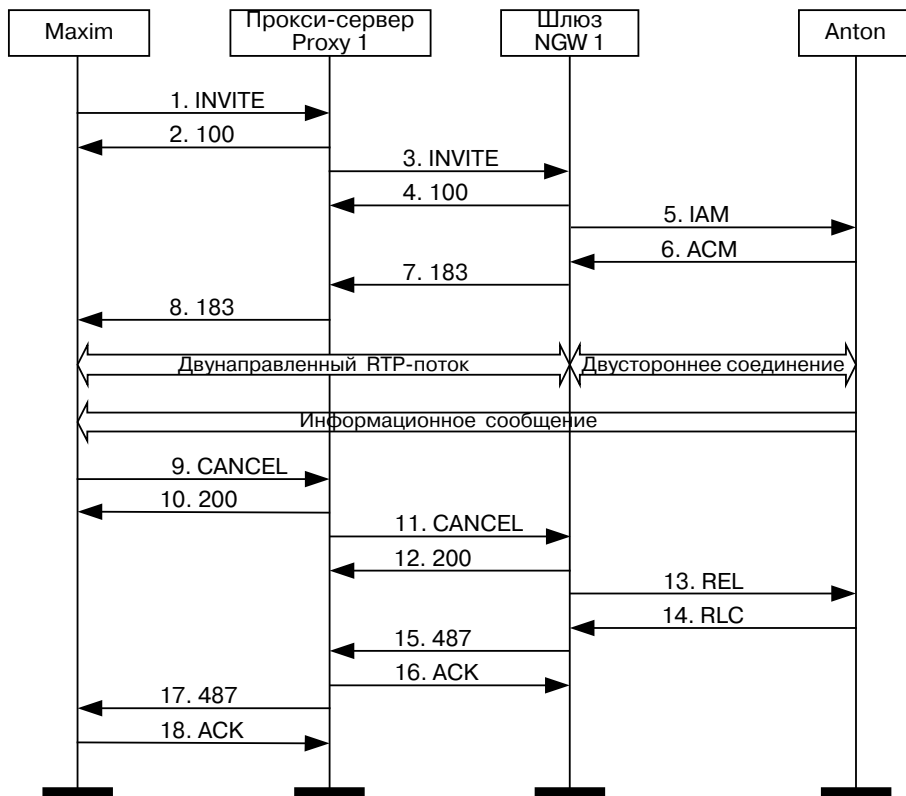 Maxim
Прокси-сервер
Proxy 1
Шлюз
NGW 1
Anton
1. INVITE
2. 100
3. INVITE
4. 100
5. IAM
6. ACM
7. 183
8. 183
Двунаправленный RTP-поток
Двустороннее соединение
Информационное сообщение
9. CANCEL
10. 200
11. CANCEL
12. 200
13. REL
14. RLC
15. 487
16. ACK
17. 487
18. ACK